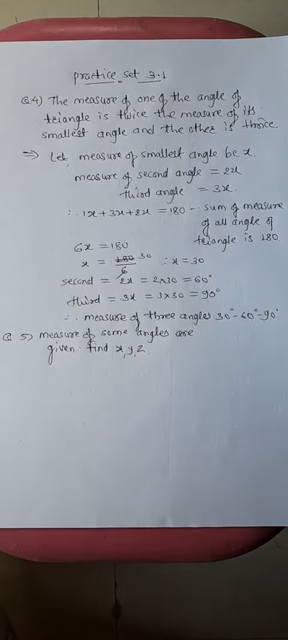 practice set 3.1
Q.4) The measure of one of the angle of
triangle is twice the measure of its
smallest angle and the other is thrice.
⇒ Let, measure of smallest angle be x.
measure of second angle = 2x
third angle = 3x.
∴ 1x+3x+2x = 180 - sum of measure
of all angle of
triangle is 180
6x = 180
x = 180/6 30 ∴ x = 30
second = 2x = 2×30 = 60°
third = 3x = 3×30 = 90°
∴ measure of three angles 30°-60°-90°
Q 5) measure of some angles are
given. find x,y,z